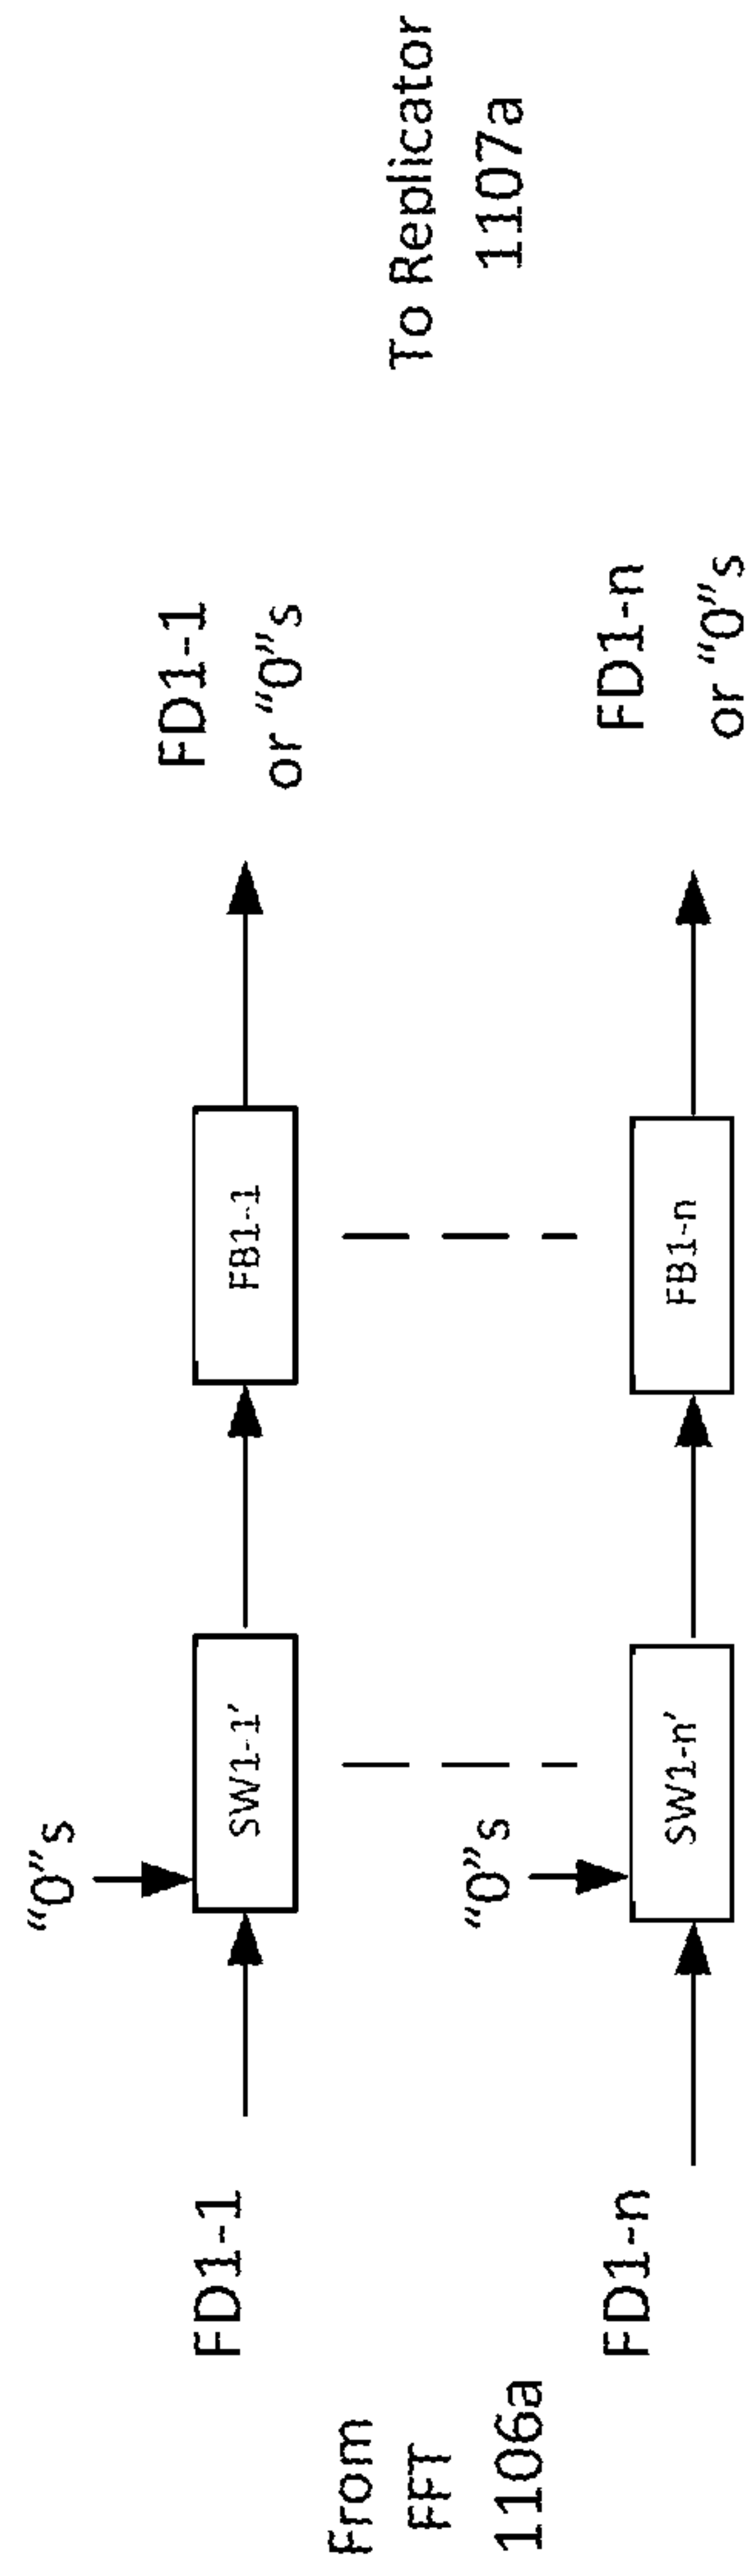 "0"s
FD1-1
SW1-1'
FB1-1
FD1-1
or "0"s
From
FFT
1106a
To Replicator
1107a
"0"s
FD1-n
SW1-n'
FB1-n
FD1-n
or "0"s